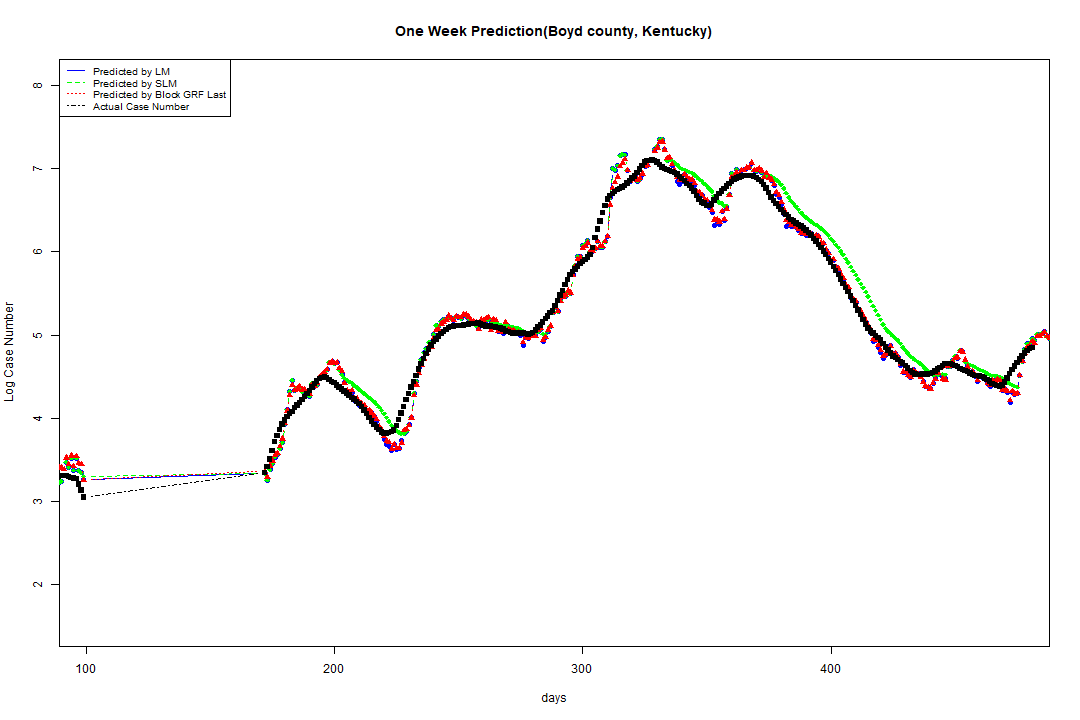 One Week Prediction(Boyd county, Kentucky)
Predicted by LM
Predicted by SLM
Predicted by Block GRF Last
Actual Case Number
8
7
6
5
4
3
2
Log Case Number
100 200 300 400
days